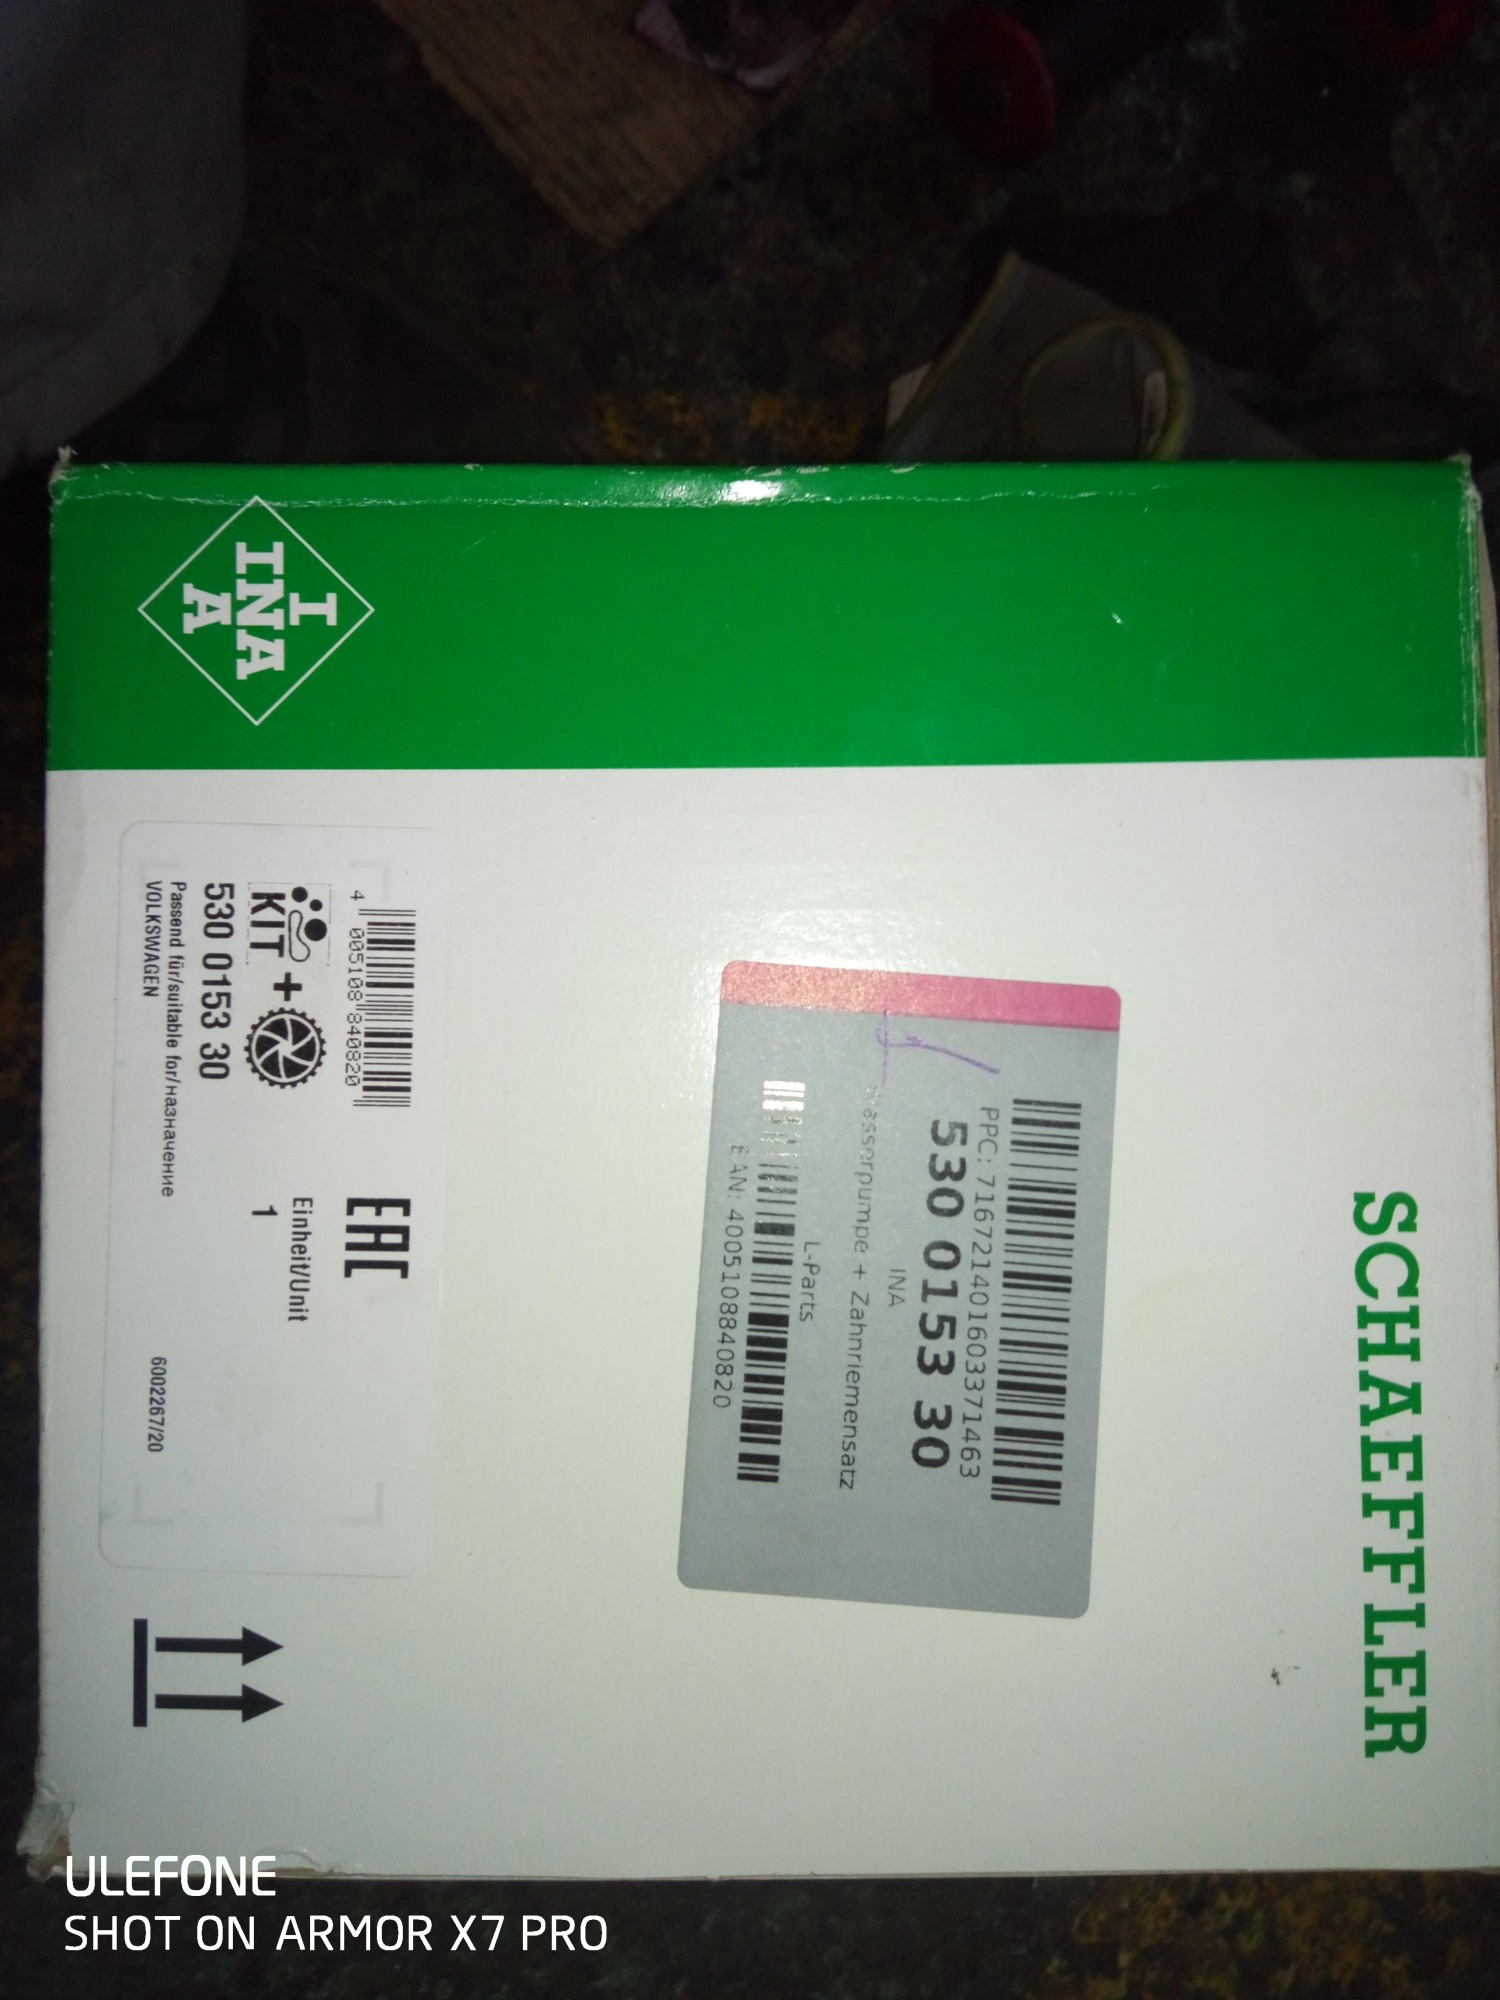 I
INA
A
SCHAEFFLER
PPC: 716721401603371463
530 0153 30
INA
Wasserpumpe + Zahnriemensatz
L-Parts
EAN: 4005108840820
4 005108 840820
EAC
KIT +
Einheit/Unit
1
530 0153 30
Passend für/suitable for/назначение
VOLKSWAGEN
6002267/20
ULEFONE
SHOT ON ARMOR X7 PRO